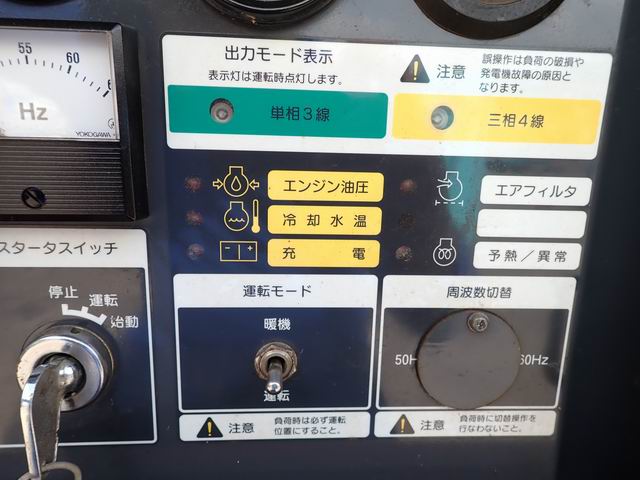 55
60
Hz
YOKOGAWA
出力モード表示
表示灯は運転時点灯します。
注意
誤操作は負荷の破損や
発電機故障の原因と
なります。
単相3線
三相4線
エンジン油圧
エアフィルタ
冷却水温
- +
充電
予熱/異常
スタータスイッチ
停止
運転
始動
運転モード
暖機
運転
周波数切替
50H
60Hz
注意
負荷時は必ず運転
位置にすること。
注意
負荷時に切替操作を
行なわないこと。